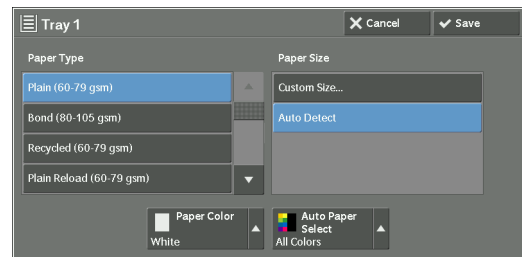 Tray 1
Cancel
Save
Paper Type
Paper Size
Plain (60-79 gsm)
Bond (80-105 gsm)
Recycled (60-79 gsm)
Plain Reload (60-79 gsm)
Custom Size...
Auto Detect
Paper Color
White
Auto Paper
Select
All Colors